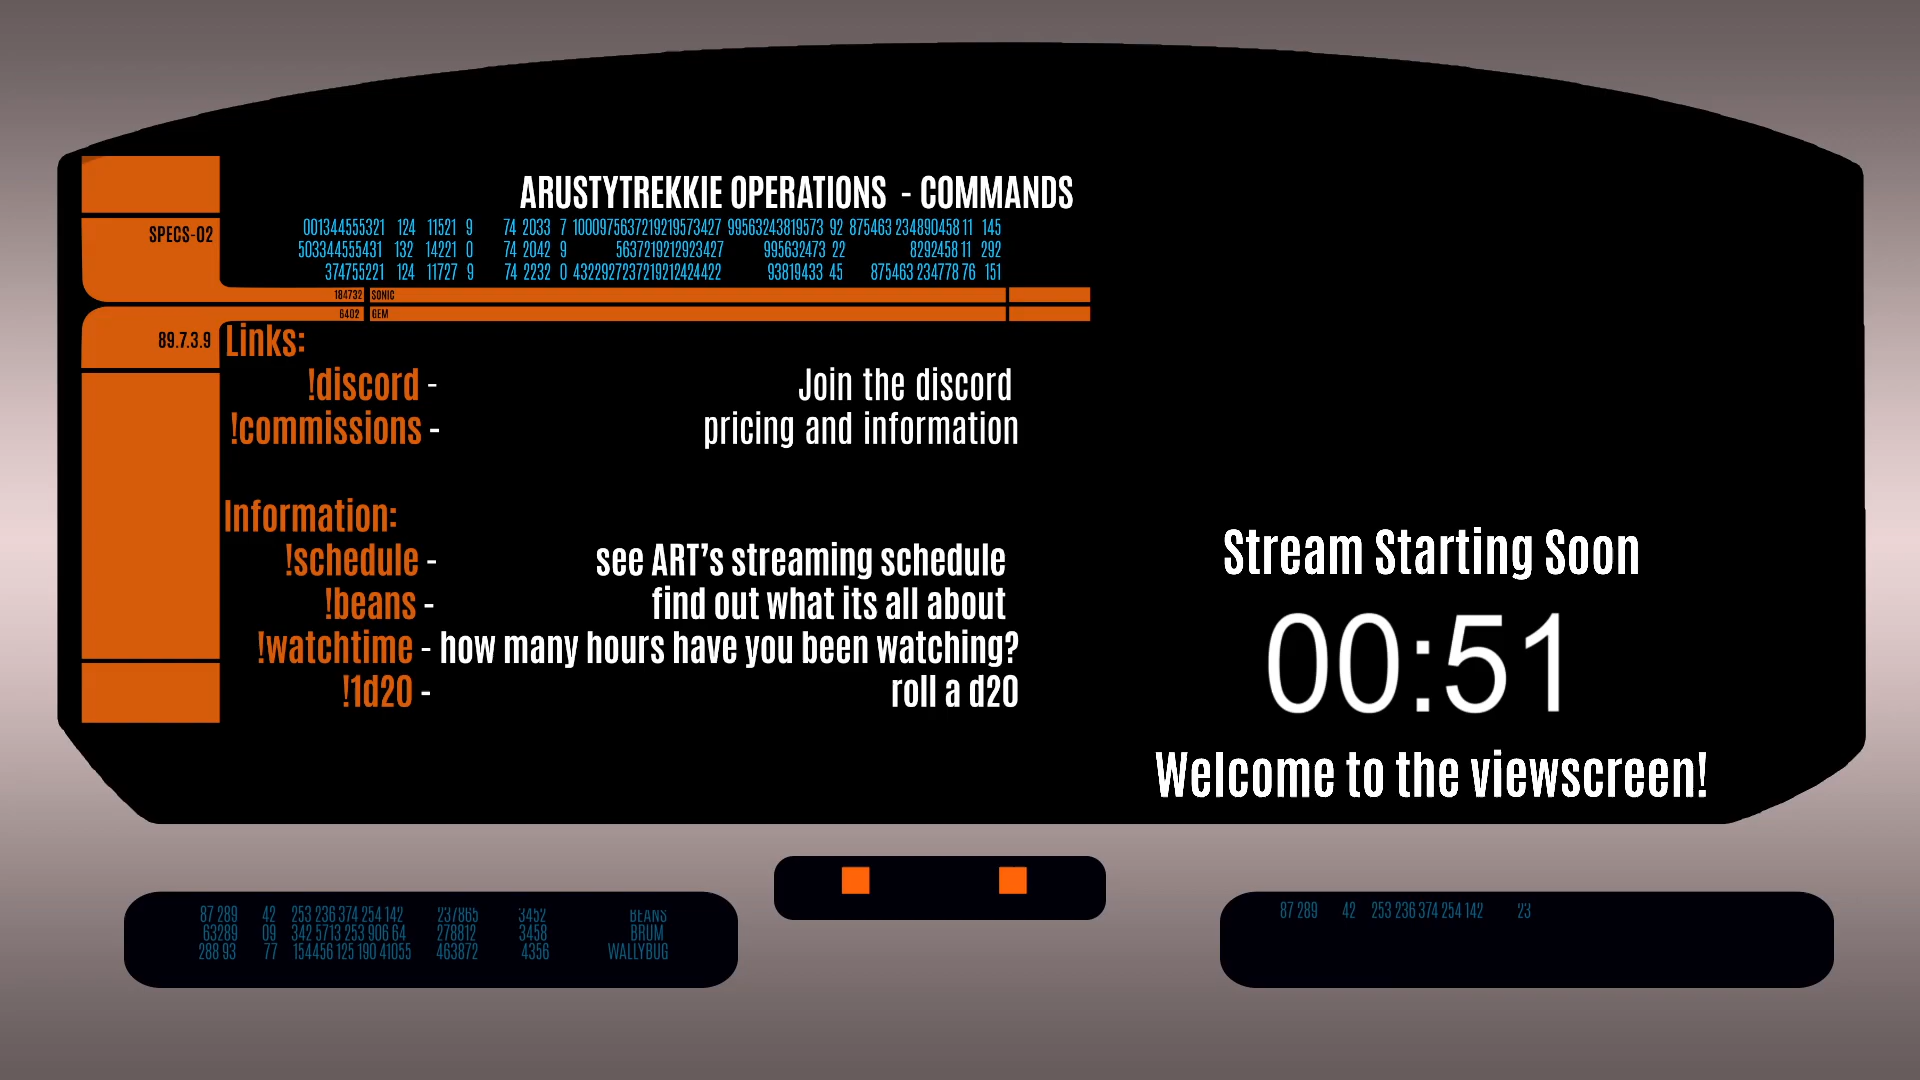 ARUSTYTREKKIE OPERATIONS - COMMANDS
001344555321 124 11521 9 74 2033 7 1000975637219219573427 99563243819573 92 875463 234890458 11 145
503344555431 132 14221 0 74 2042 9 5637219212923427 995632473 22 8292458 11 292
374755221 124 11727 9 74 2232 0 4322927237219212424422 93819433 45 875463 234778 76 151
SPECS-02
184732 SONIC
6402 GEM
89.7.3.9
Links:
!discord - Join the discord
!commissions - pricing and information
Information:
!schedule - see ART’s streaming schedule
!beans - find out what its all about
!watchtime - how many hours have you been watching?
!1d20 - roll a d20
Stream Starting Soon
00:51
Welcome to the viewscreen!
87 289 42 253 236 374 254 142 237865 3452 BEANS
63289 09 342 5713 253 906 64 278812 3458 BRUM
288 93 77 154456 125 190 41055 463872 4356 WALLYBUG
87 289 42 253 236 374 254 142 23